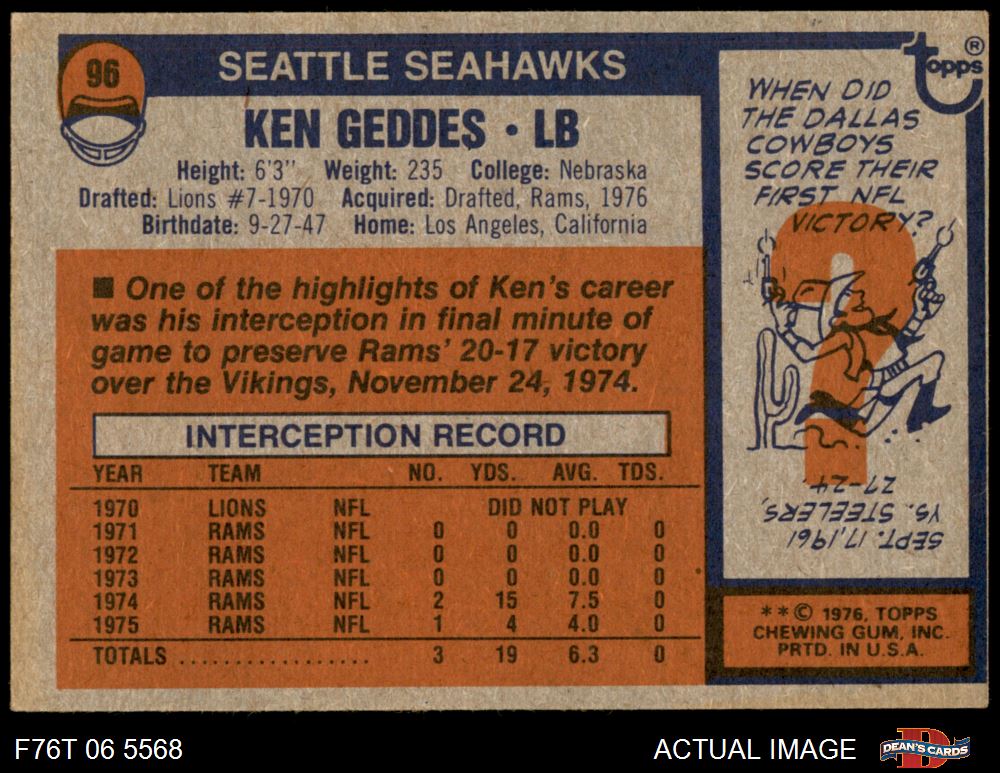 96
SEATTLE SEAHAWKS
KEN GEDDES • LB
Height: 6'3" Weight: 235 College: Nebraska
Drafted: Lions #7-1970 Acquired: Drafted, Rams, 1976
Birthdate: 9-27-47 Home: Los Angeles, California
■ One of the highlights of Ken's career
was his interception in final minute of
game to preserve Rams' 20-17 victory
over the Vikings, November 24, 1974.
INTERCEPTION RECORD
YEAR TEAM NO. YDS. AVG. TDS.
1970 LIONS NFL DID NOT PLAY
1971 RAMS NFL 0 0 0.0 0
1972 RAMS NFL 0 0 0.0 0
1973 RAMS NFL 0 0 0.0 0
1974 RAMS NFL 2 15 7.5 0
1975 RAMS NFL 1 4 4.0 0
TOTALS .................. 3 19 6.3 0
topps ®
WHEN DID
THE DALLAS
COWBOYS
SCORE THEIR
FIRST NFL
VICTORY?
SEPT. 17, 1961
VS. STEELERS,
27-24
**© 1976, TOPPS
CHEWING GUM, INC.
PRTD. IN U.S.A.
F76T 06 5568
ACTUAL IMAGE
DEAN'S CARDS